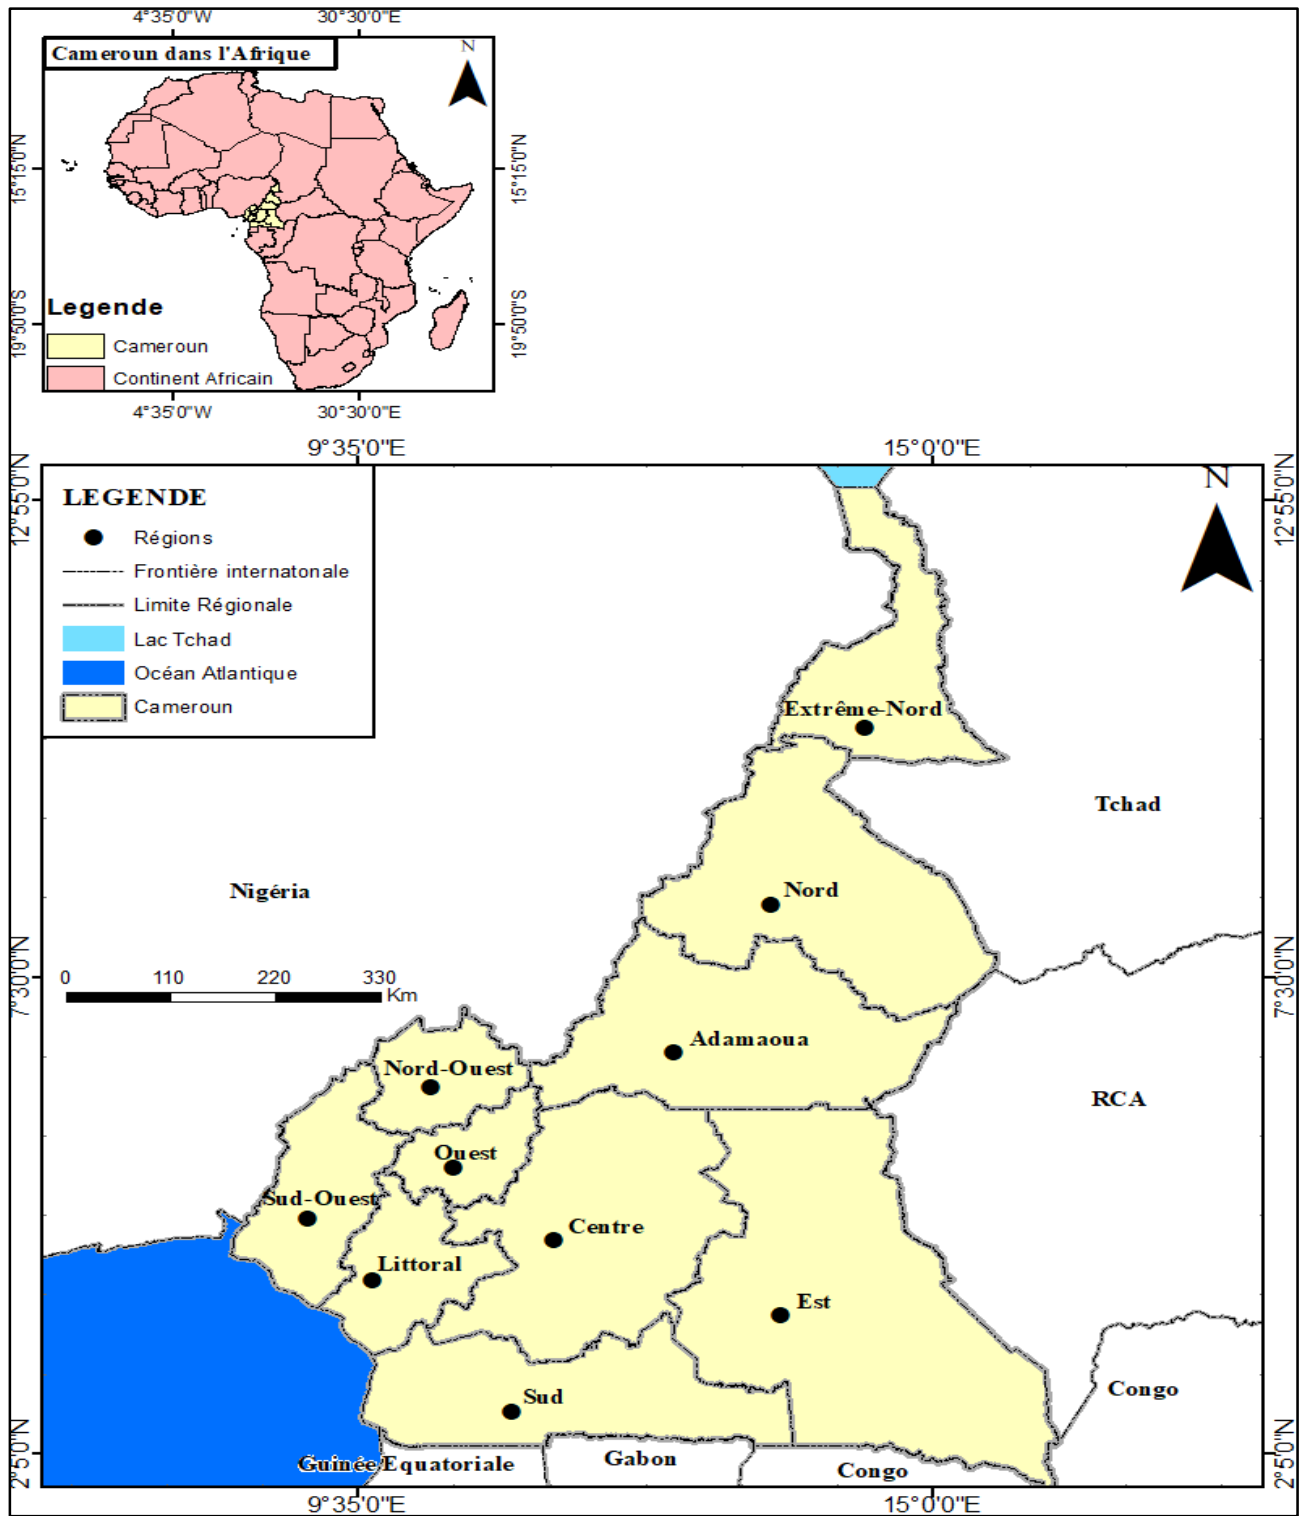 4°35'0"W 30°30'0"E
Cameroun dans l'Afrique
N
15°15'0"N 15°15'0"N
19°50'0"S 19°50'0"S
Legende
Cameroun
Continent Africain
4°35'0"W 30°30'0"E
9°35'0"E 15°0'0"E
12°55'0"N 12°55'0"N
LEGENDE
Régions
Frontière internatonale
Limite Régionale
Lac Tchad
Océan Atlantique
Cameroun
N
Extrême-Nord
Tchad
Nord
Nigéria
0 110 220 330
Km
7°30'0"N 7°30'0"N
Adamaoua
Nord-Ouest
RCA
Ouest
Sud-Ouest
Centre
Littoral
Est
Congo
Sud
Guinée Equatoriale
Gabon
Congo
2°5'0"N 2°5'0"N
9°35'0"E 15°0'0"E